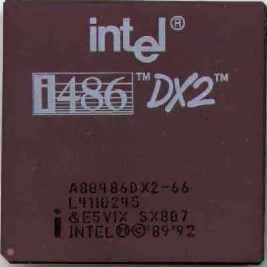 intel®
i486™ DX2™
A80486DX2-66
L4110245
&E5VIX SX807
INTEL Ⓜ©'89'92